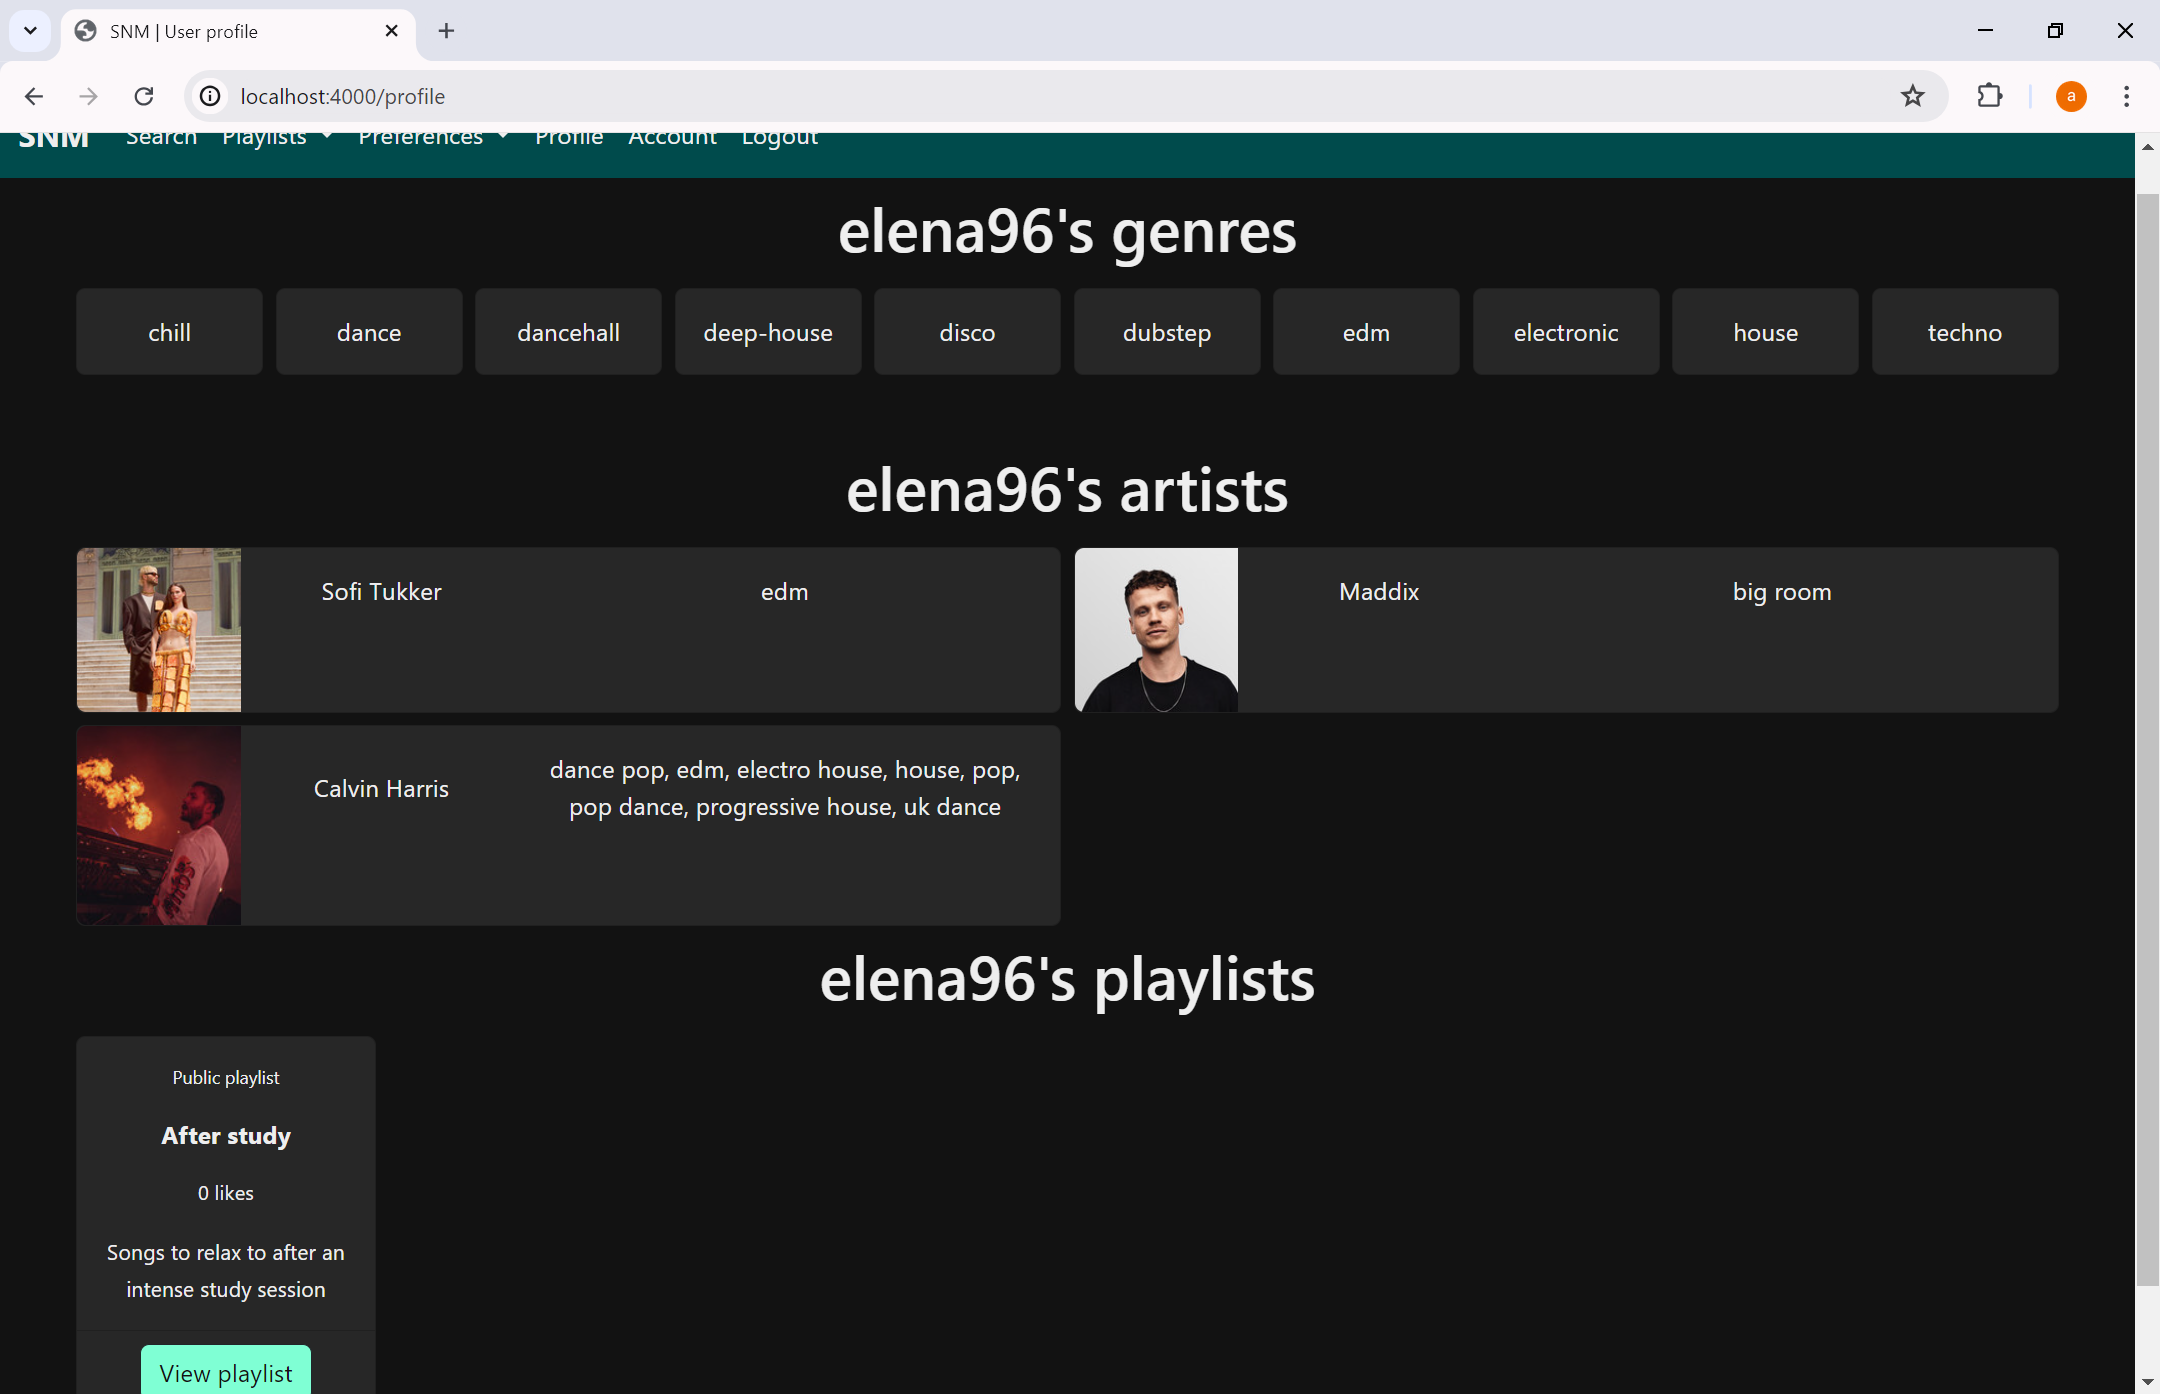 SNM | User profile
localhost:4000/profile
a
SNM Search Playlists Preferences Profile Account Logout
elena96's genres
chill dance dancehall deep-house disco dubstep edm electronic house techno
elena96's artists
Sofi Tukker edm Maddix big room
Calvin Harris
dance pop, edm, electro house, house, pop,
pop dance, progressive house, uk dance
elena96's playlists
Public playlist
After study
0 likes
Songs to relax to after an
intense study session
View playlist